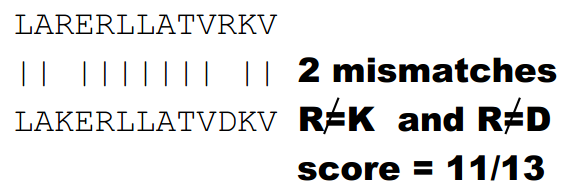 LARERLLATVRKV
|| ||||||| || 2 mismatches
LAKERLLATVDKV R≠K and R≠D
score = 11/13